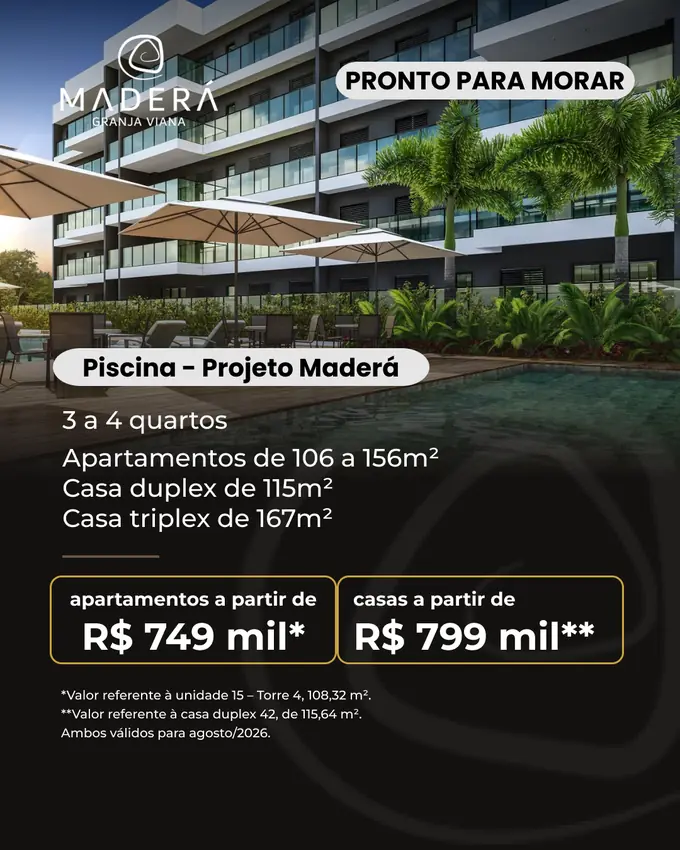 MADERÁ
GRANJA VIANA
PRONTO PARA MORAR
Piscina - Projeto Maderá
3 a 4 quartos
Apartamentos de 106 a 156m²
Casa duplex de 115m²
Casa triplex de 167m²
apartamentos a partir de
R$ 749 mil*
casas a partir de
R$ 799 mil**
*Valor referente à unidade 15 – Torre 4, 108,32 m².
**Valor referente à casa duplex 42, de 115,64 m².
Ambos válidos para agosto/2026.